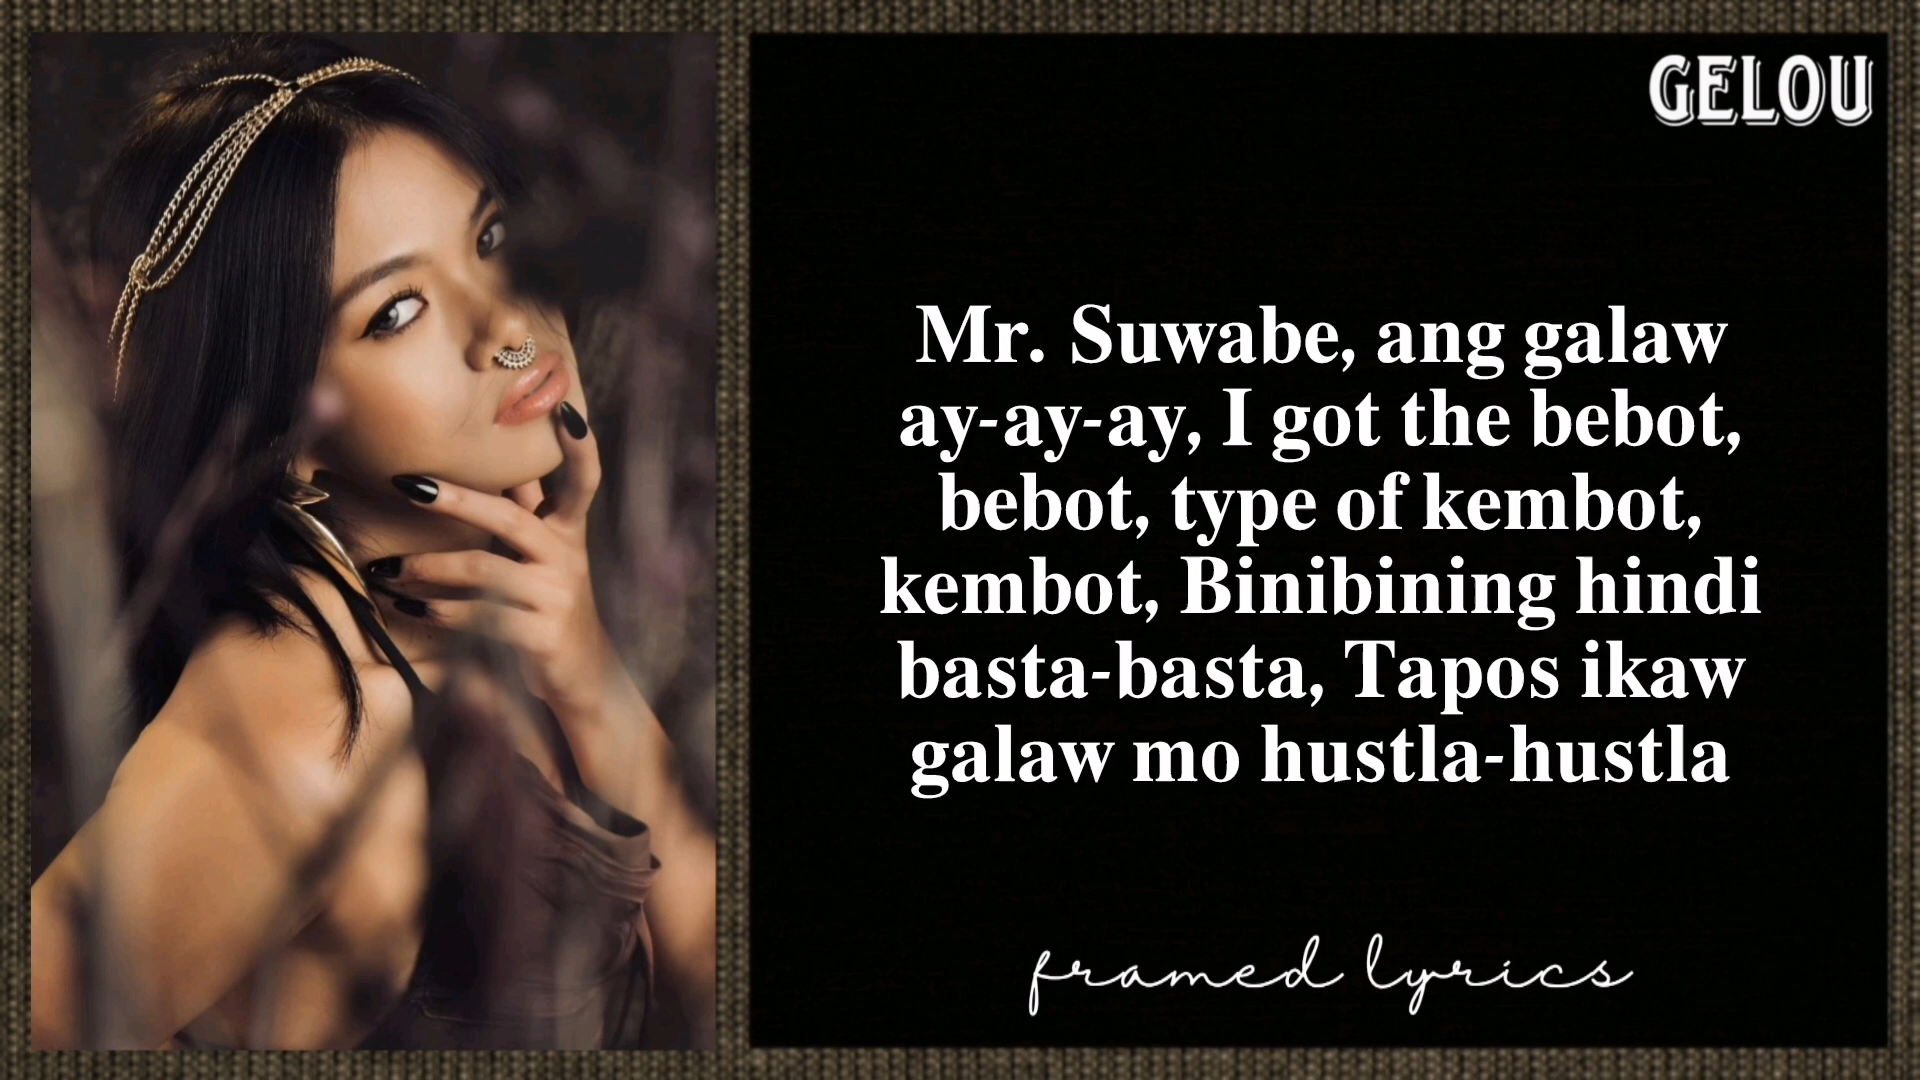 GELOU
Mr. Suwabe, ang galaw
ay-ay-ay, I got the bebot,
bebot, type of kembot,
kembot, Binibining hindi
basta-basta, Tapos ikaw
galaw mo hustla-hustla
framed lyrics